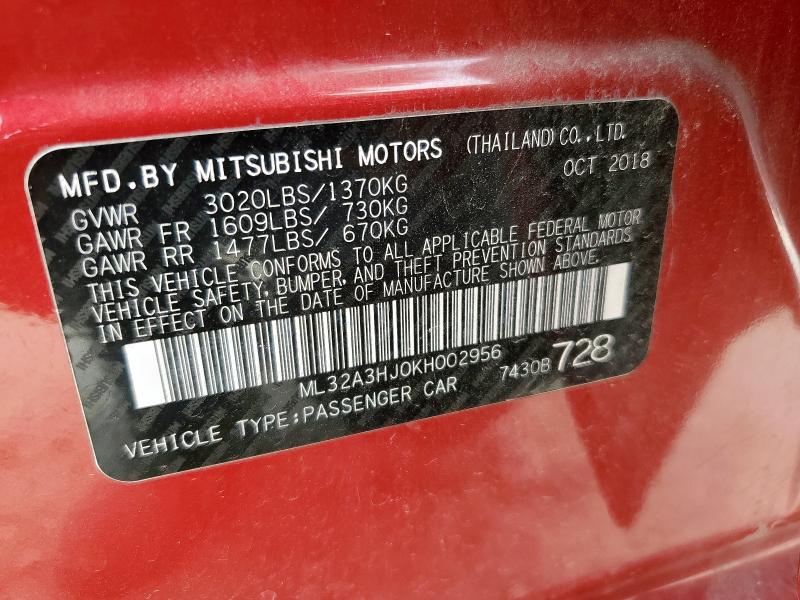 MFD.BY MITSUBISHI MOTORS (THAILAND) CO.,LTD.
OCT 2018
GVWR 3020LBS/1370KG
GAWR FR 1609LBS/ 730KG
GAWR RR 1477LBS/ 670KG
THIS VEHICLE CONFORMS TO ALL APPLICABLE FEDERAL MOTOR
VEHICLE SAFETY, BUMPER, AND THEFT PREVENTION STANDARDS
IN EFFECT ON THE DATE OF MANUFACTURE SHOWN ABOVE.
ML32A3HJ0KH002956
7430B 728
VEHICLE TYPE:PASSENGER CAR